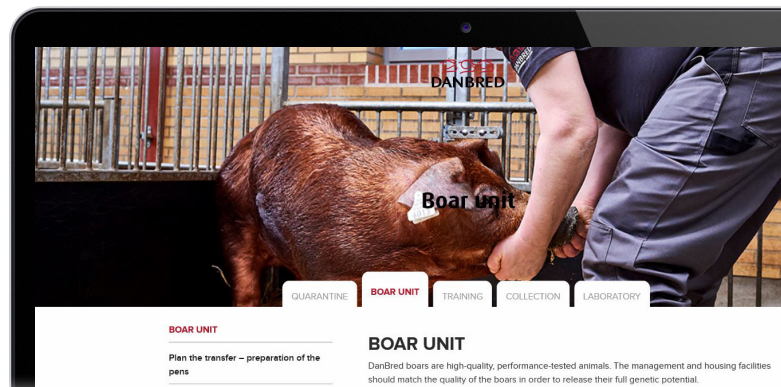 DANBRED
Boar unit
QUARANTINE
BOAR UNIT
TRAINING
COLLECTION
LABORATORY
BOAR UNIT
Plan the transfer – preparation of the
pens
BOAR UNIT
DanBred boars are high-quality, performance-tested animals. The management and housing facilities
should match the quality of the boars in order to release their full genetic potential.